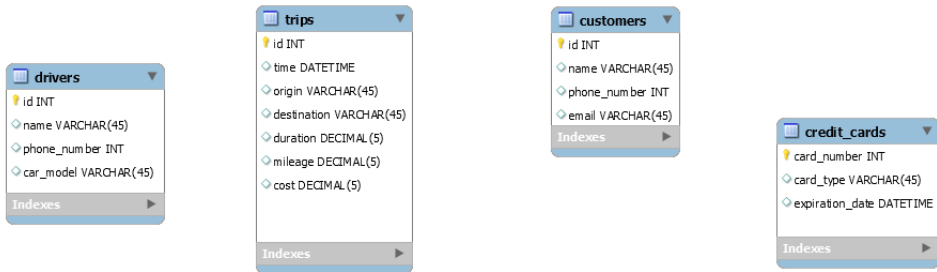 drivers
id INT
name VARCHAR(45)
phone_number INT
car_model VARCHAR(45)
Indexes
trips
id INT
time DATETIME
origin VARCHAR(45)
destination VARCHAR(45)
duration DECIMAL(5)
mileage DECIMAL(5)
cost DECIMAL(5)
Indexes
customers
id INT
name VARCHAR(45)
phone_number INT
email VARCHAR(45)
Indexes
credit_cards
card_number INT
card_type VARCHAR(45)
expiration_date DATETIME
Indexes